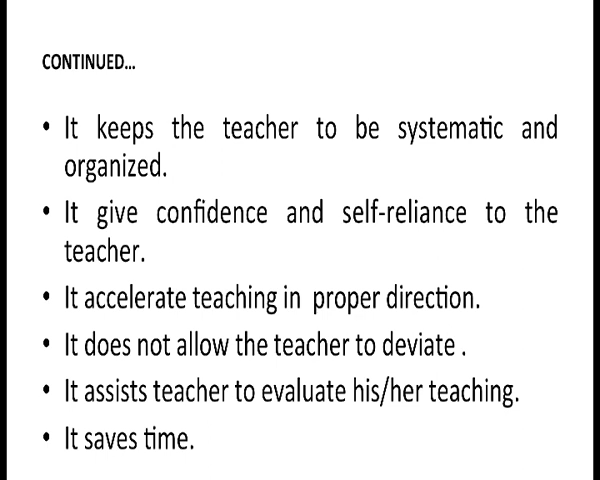 CONTINUED...
• It keeps the teacher to be systematic and
organized.
• It give confidence and self-reliance to the
teacher.
• It accelerate teaching in proper direction.
• It does not allow the teacher to deviate .
• It assists teacher to evaluate his/her teaching.
• It saves time.